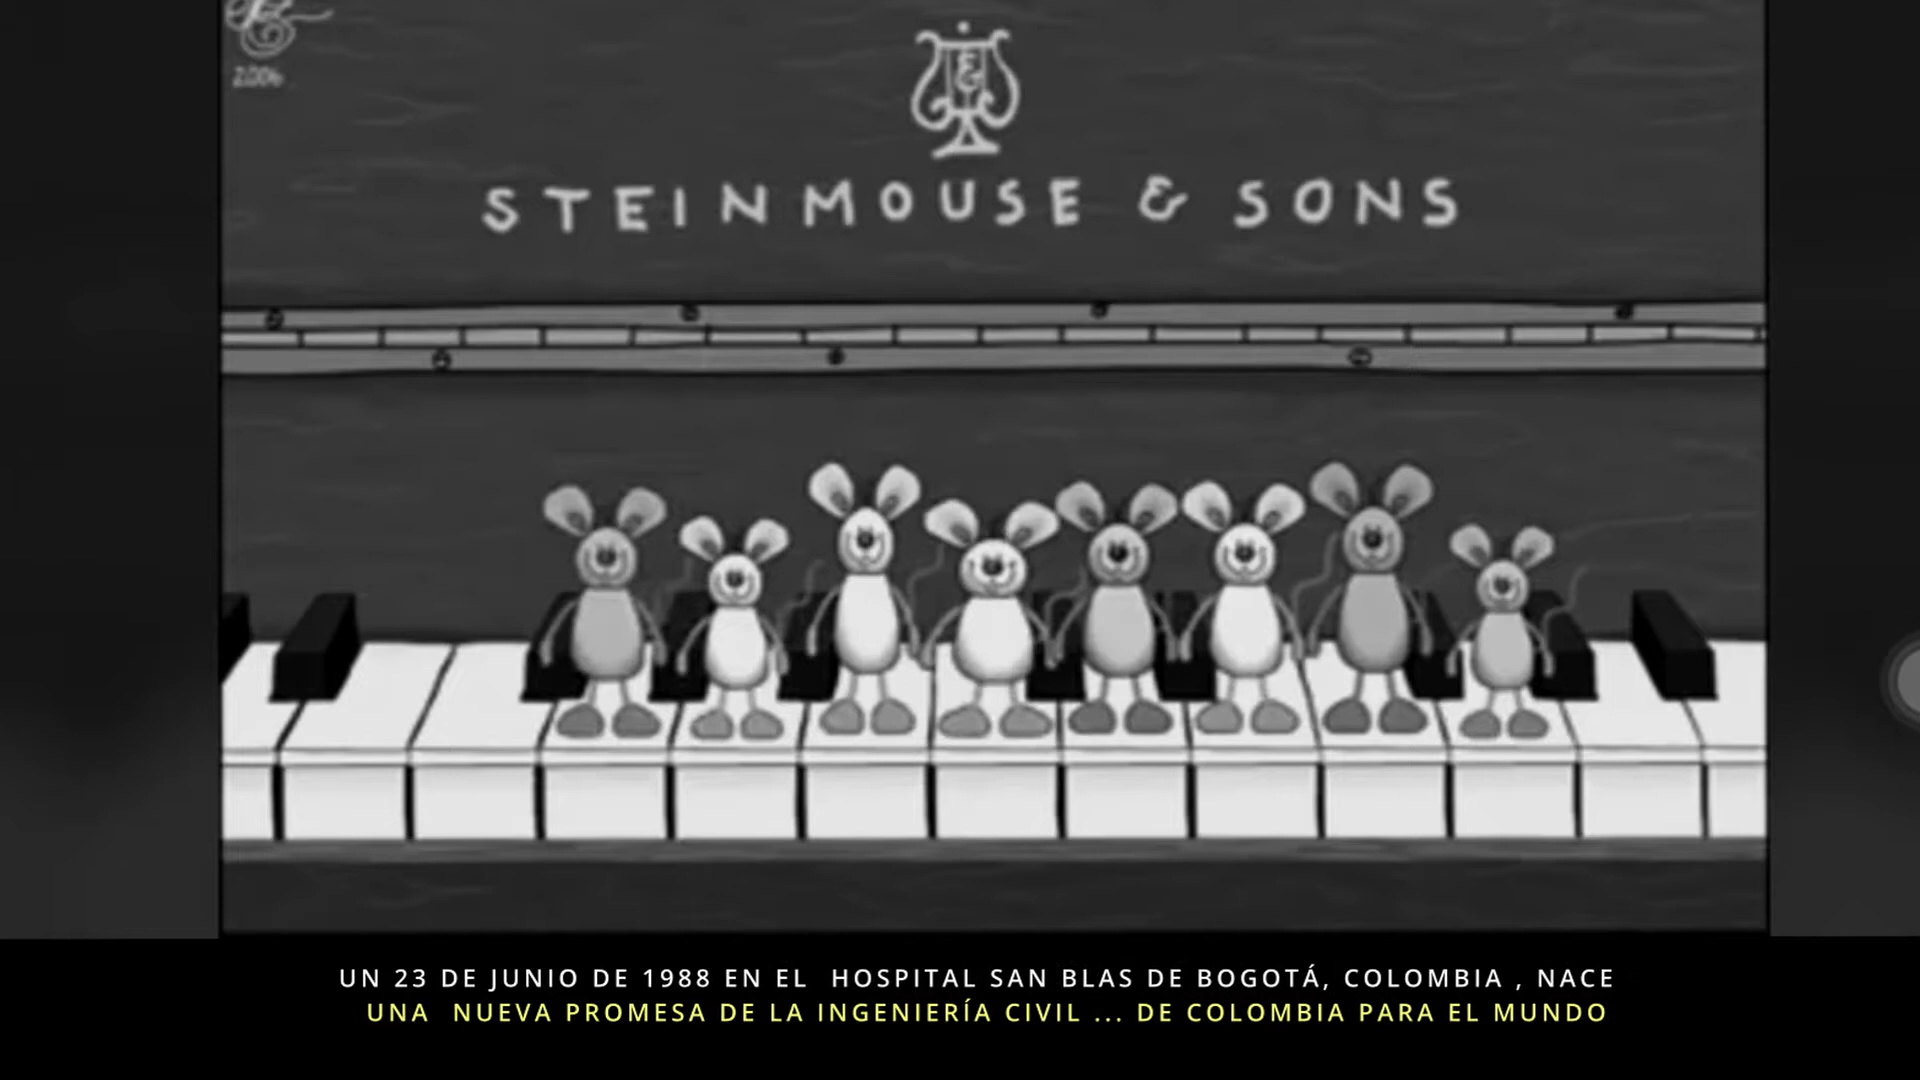 2006
STEINMOUSE & SONS
UN 23 DE JUNIO DE 1988 EN EL HOSPITAL SAN BLAS DE BOGOTÁ, COLOMBIA , NACE
UNA NUEVA PROMESA DE LA INGENIERÍA CIVIL ... DE COLOMBIA PARA EL MUNDO